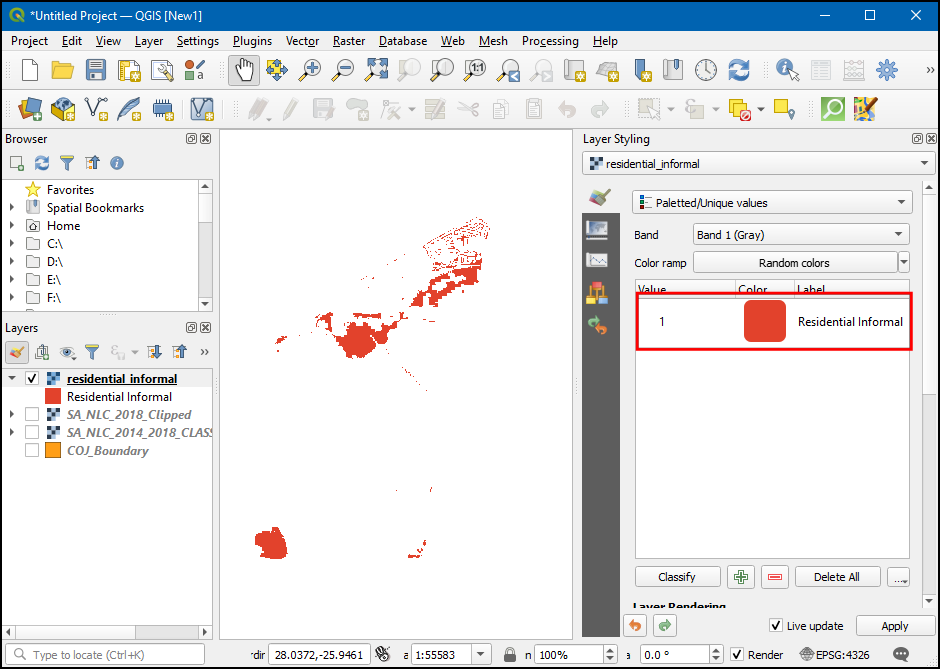 *Untitled Project — QGIS [New1]
Project Edit View Layer Settings Plugins Vector Raster Database Web Mesh Processing Help
Browser
Favorites
Spatial Bookmarks
Home
C:\
D:\
E:\
F:\
Layers
residential_informal
Residential Informal
SA_NLC_2018_Clipped
SA_NLC_2014_2018_CLASS
COJ_Boundary
Layer Styling
residential_informal
Paletted/Unique values
Band Band 1 (Gray)
Color ramp Random colors
Value Color Label
1 Residential Informal
Classify Delete All ...
Layer Rendering
Live update Apply
Type to locate (Ctrl+K) dir 28.0372,-25.9461 a 1:55583 n 100% a 0.0 ° Render EPSG:4326